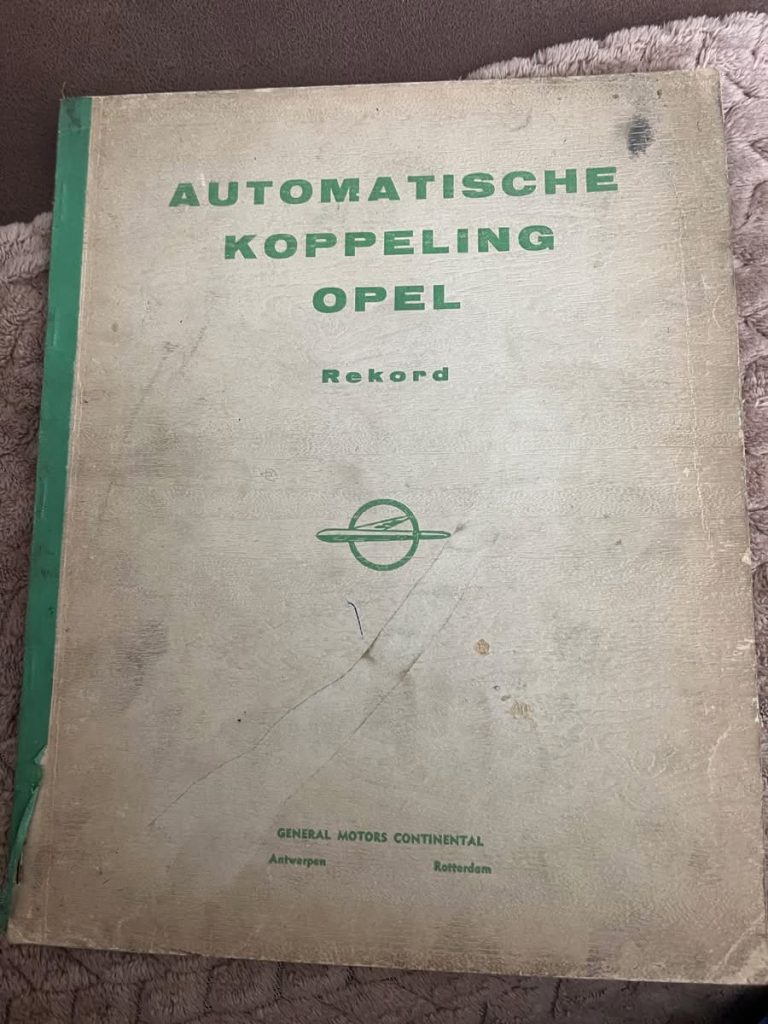 AUTOMATISCHE
KOPPELING
OPEL
Rekord
GENERAL MOTORS CONTINENTAL
Antwerpen Rotterdam